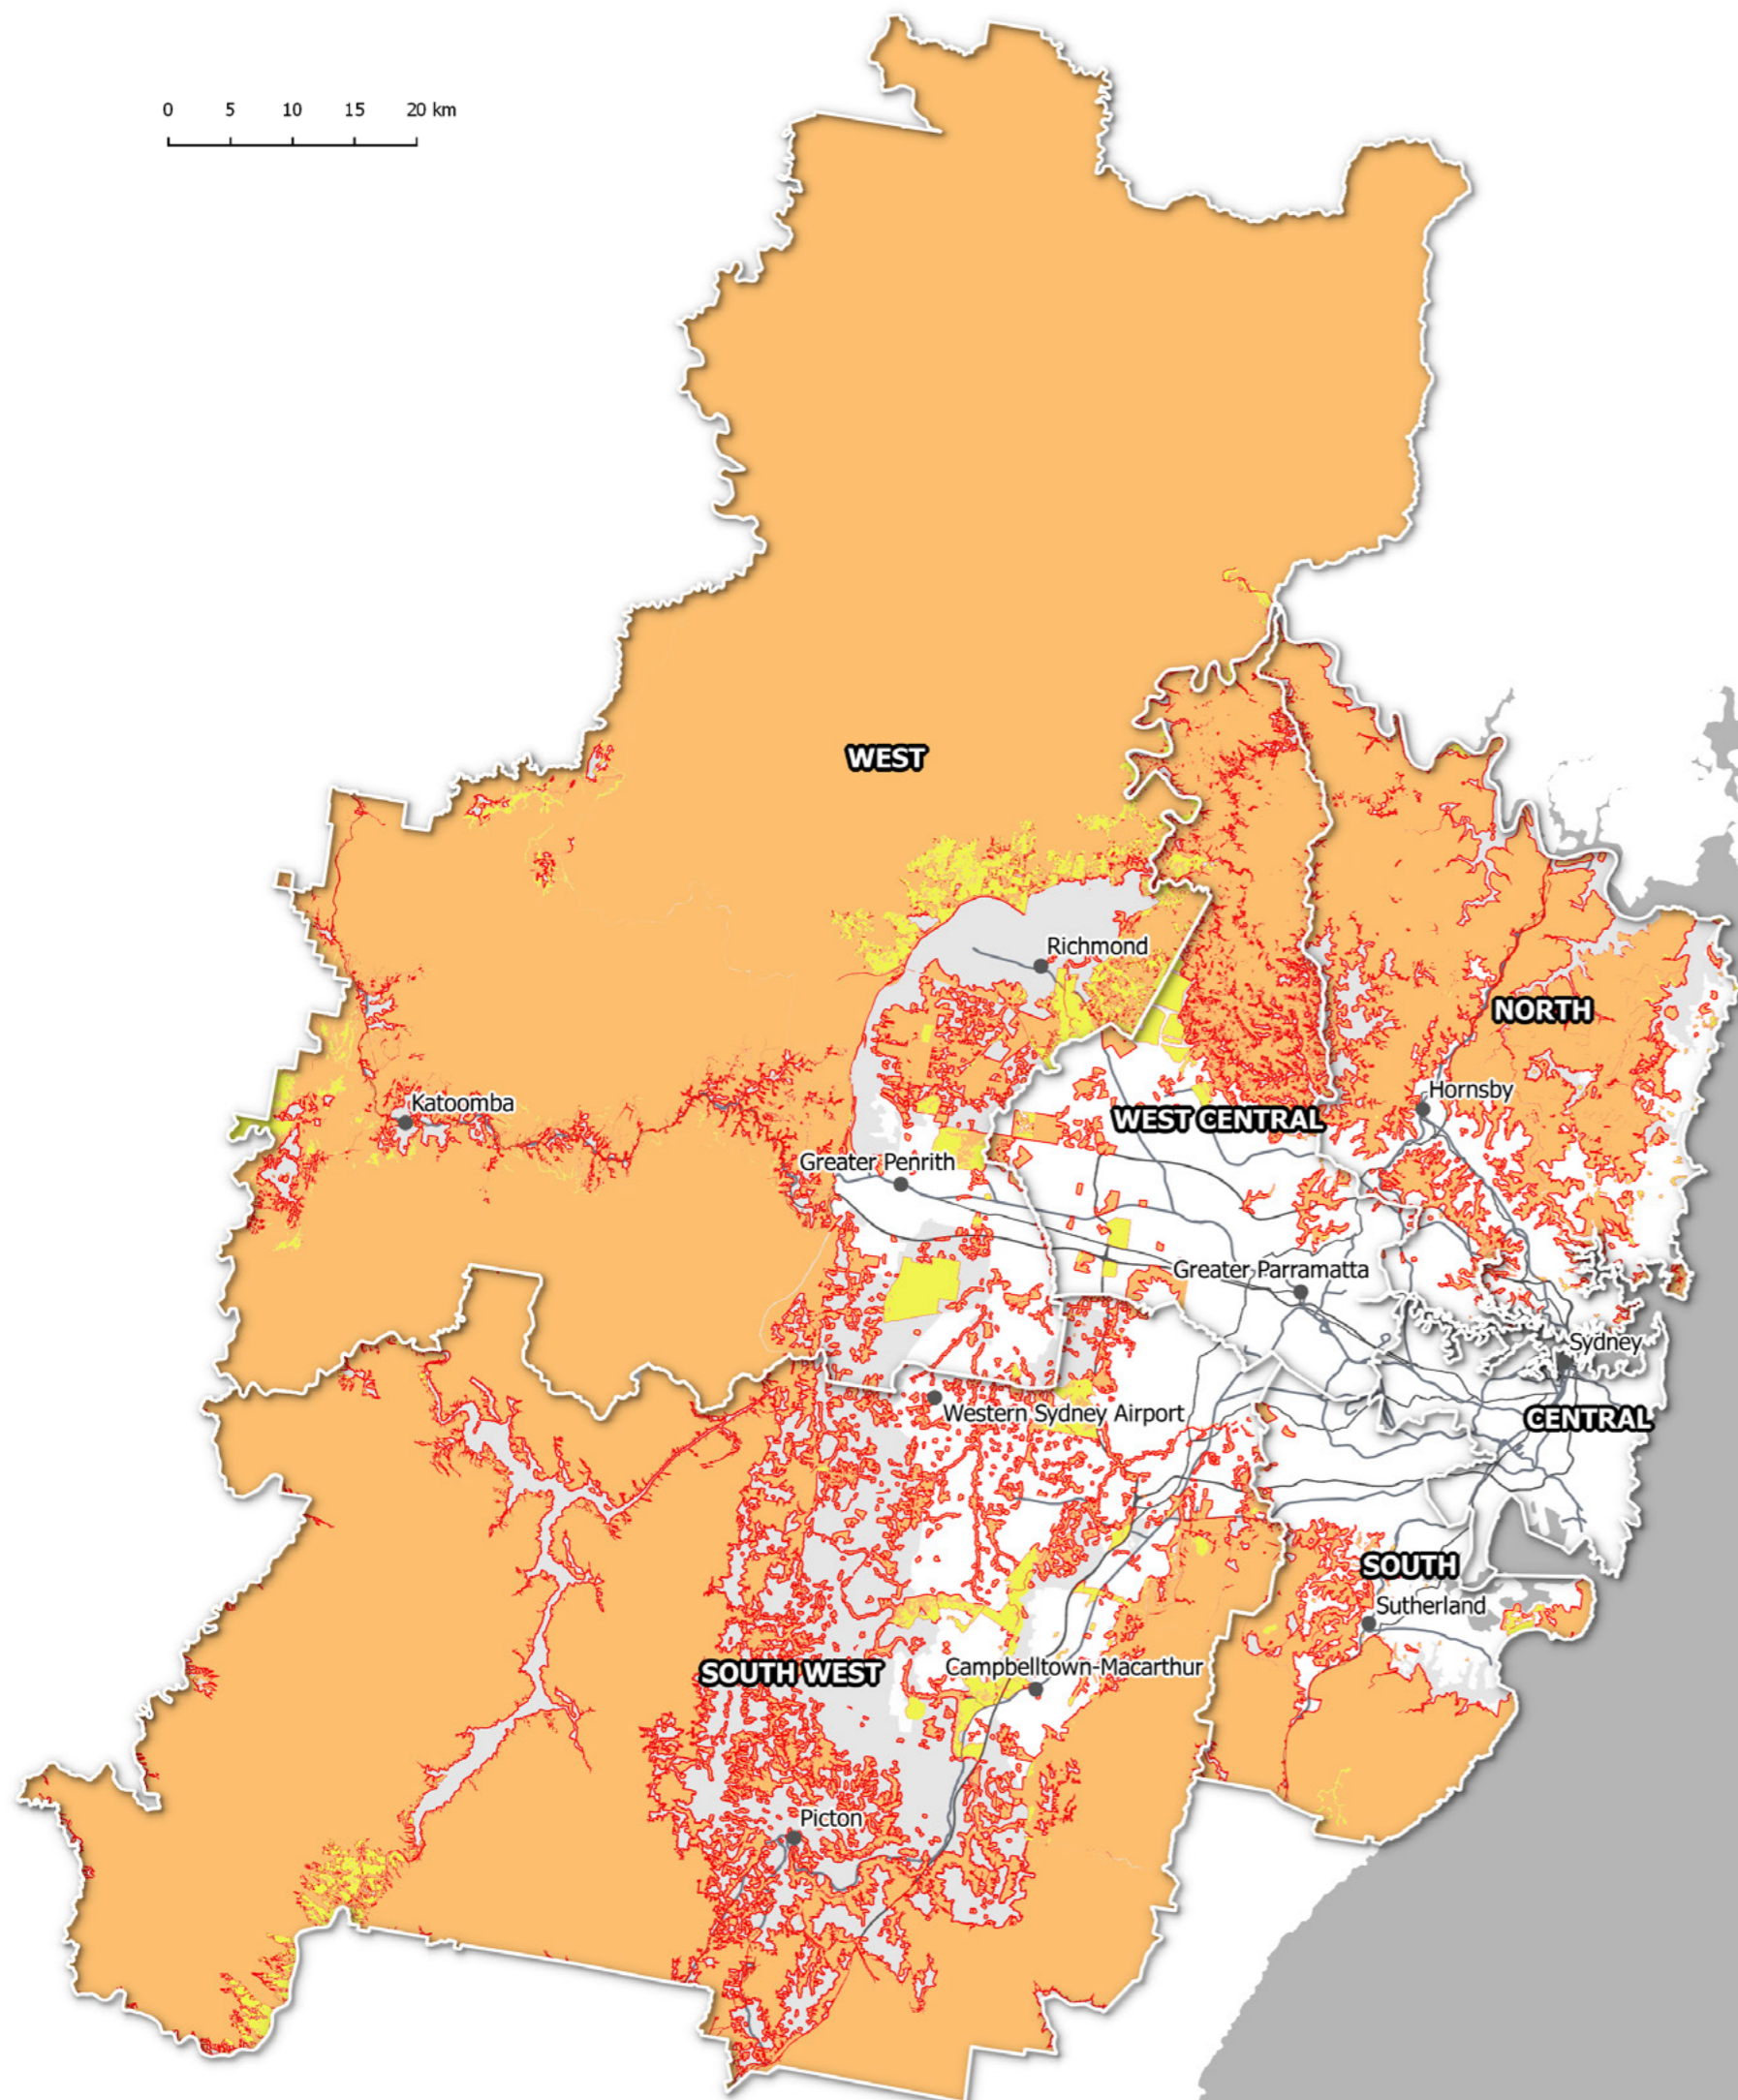 0 5 10 15 20 km
WEST
Richmond
NORTH
Katoomba
Hornsby
WEST CENTRAL
Greater Penrith
Greater Parramatta
Sydney
Western Sydney Airport
CENTRAL
SOUTH
Sutherland
SOUTH WEST
Campbelltown-Macarthur
Picton